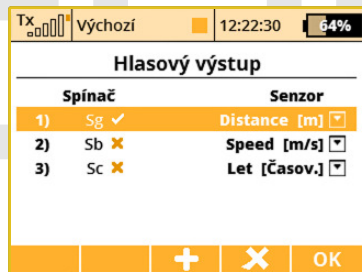 Tx Výchozí 12:22:30 64%
Hlasový výstup
Spínač Senzor
1) Sg Distance [m]
2) Sb Speed [m/s]
3) Sc Let [Časov.]
OK